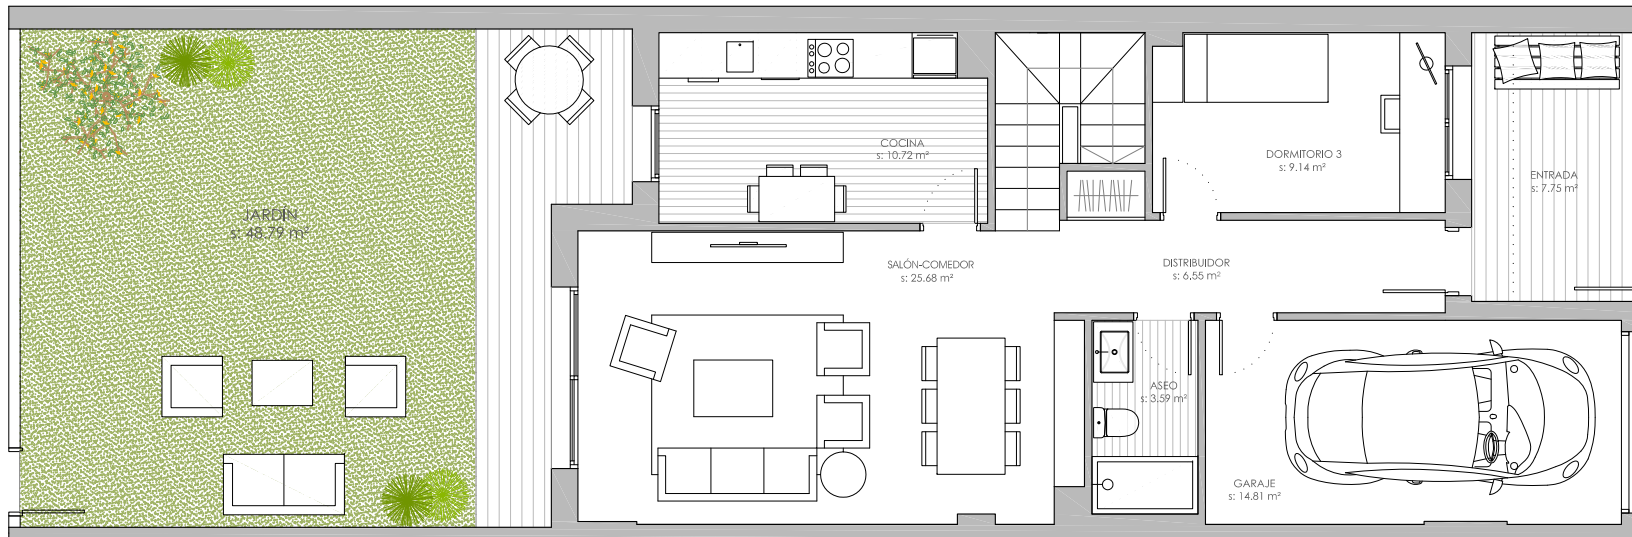 JARDÍN
s: 48.79 m²
COCINA
s: 10.72 m²
SALÓN-COMEDOR
s: 25.68 m²
DORMITORIO 3
s: 9.14 m²
ENTRADA
s: 7.75 m²
DISTRIBUIDOR
s: 6.55 m²
ASEO
s: 3.59 m²
GARAJE
s: 14.81 m²